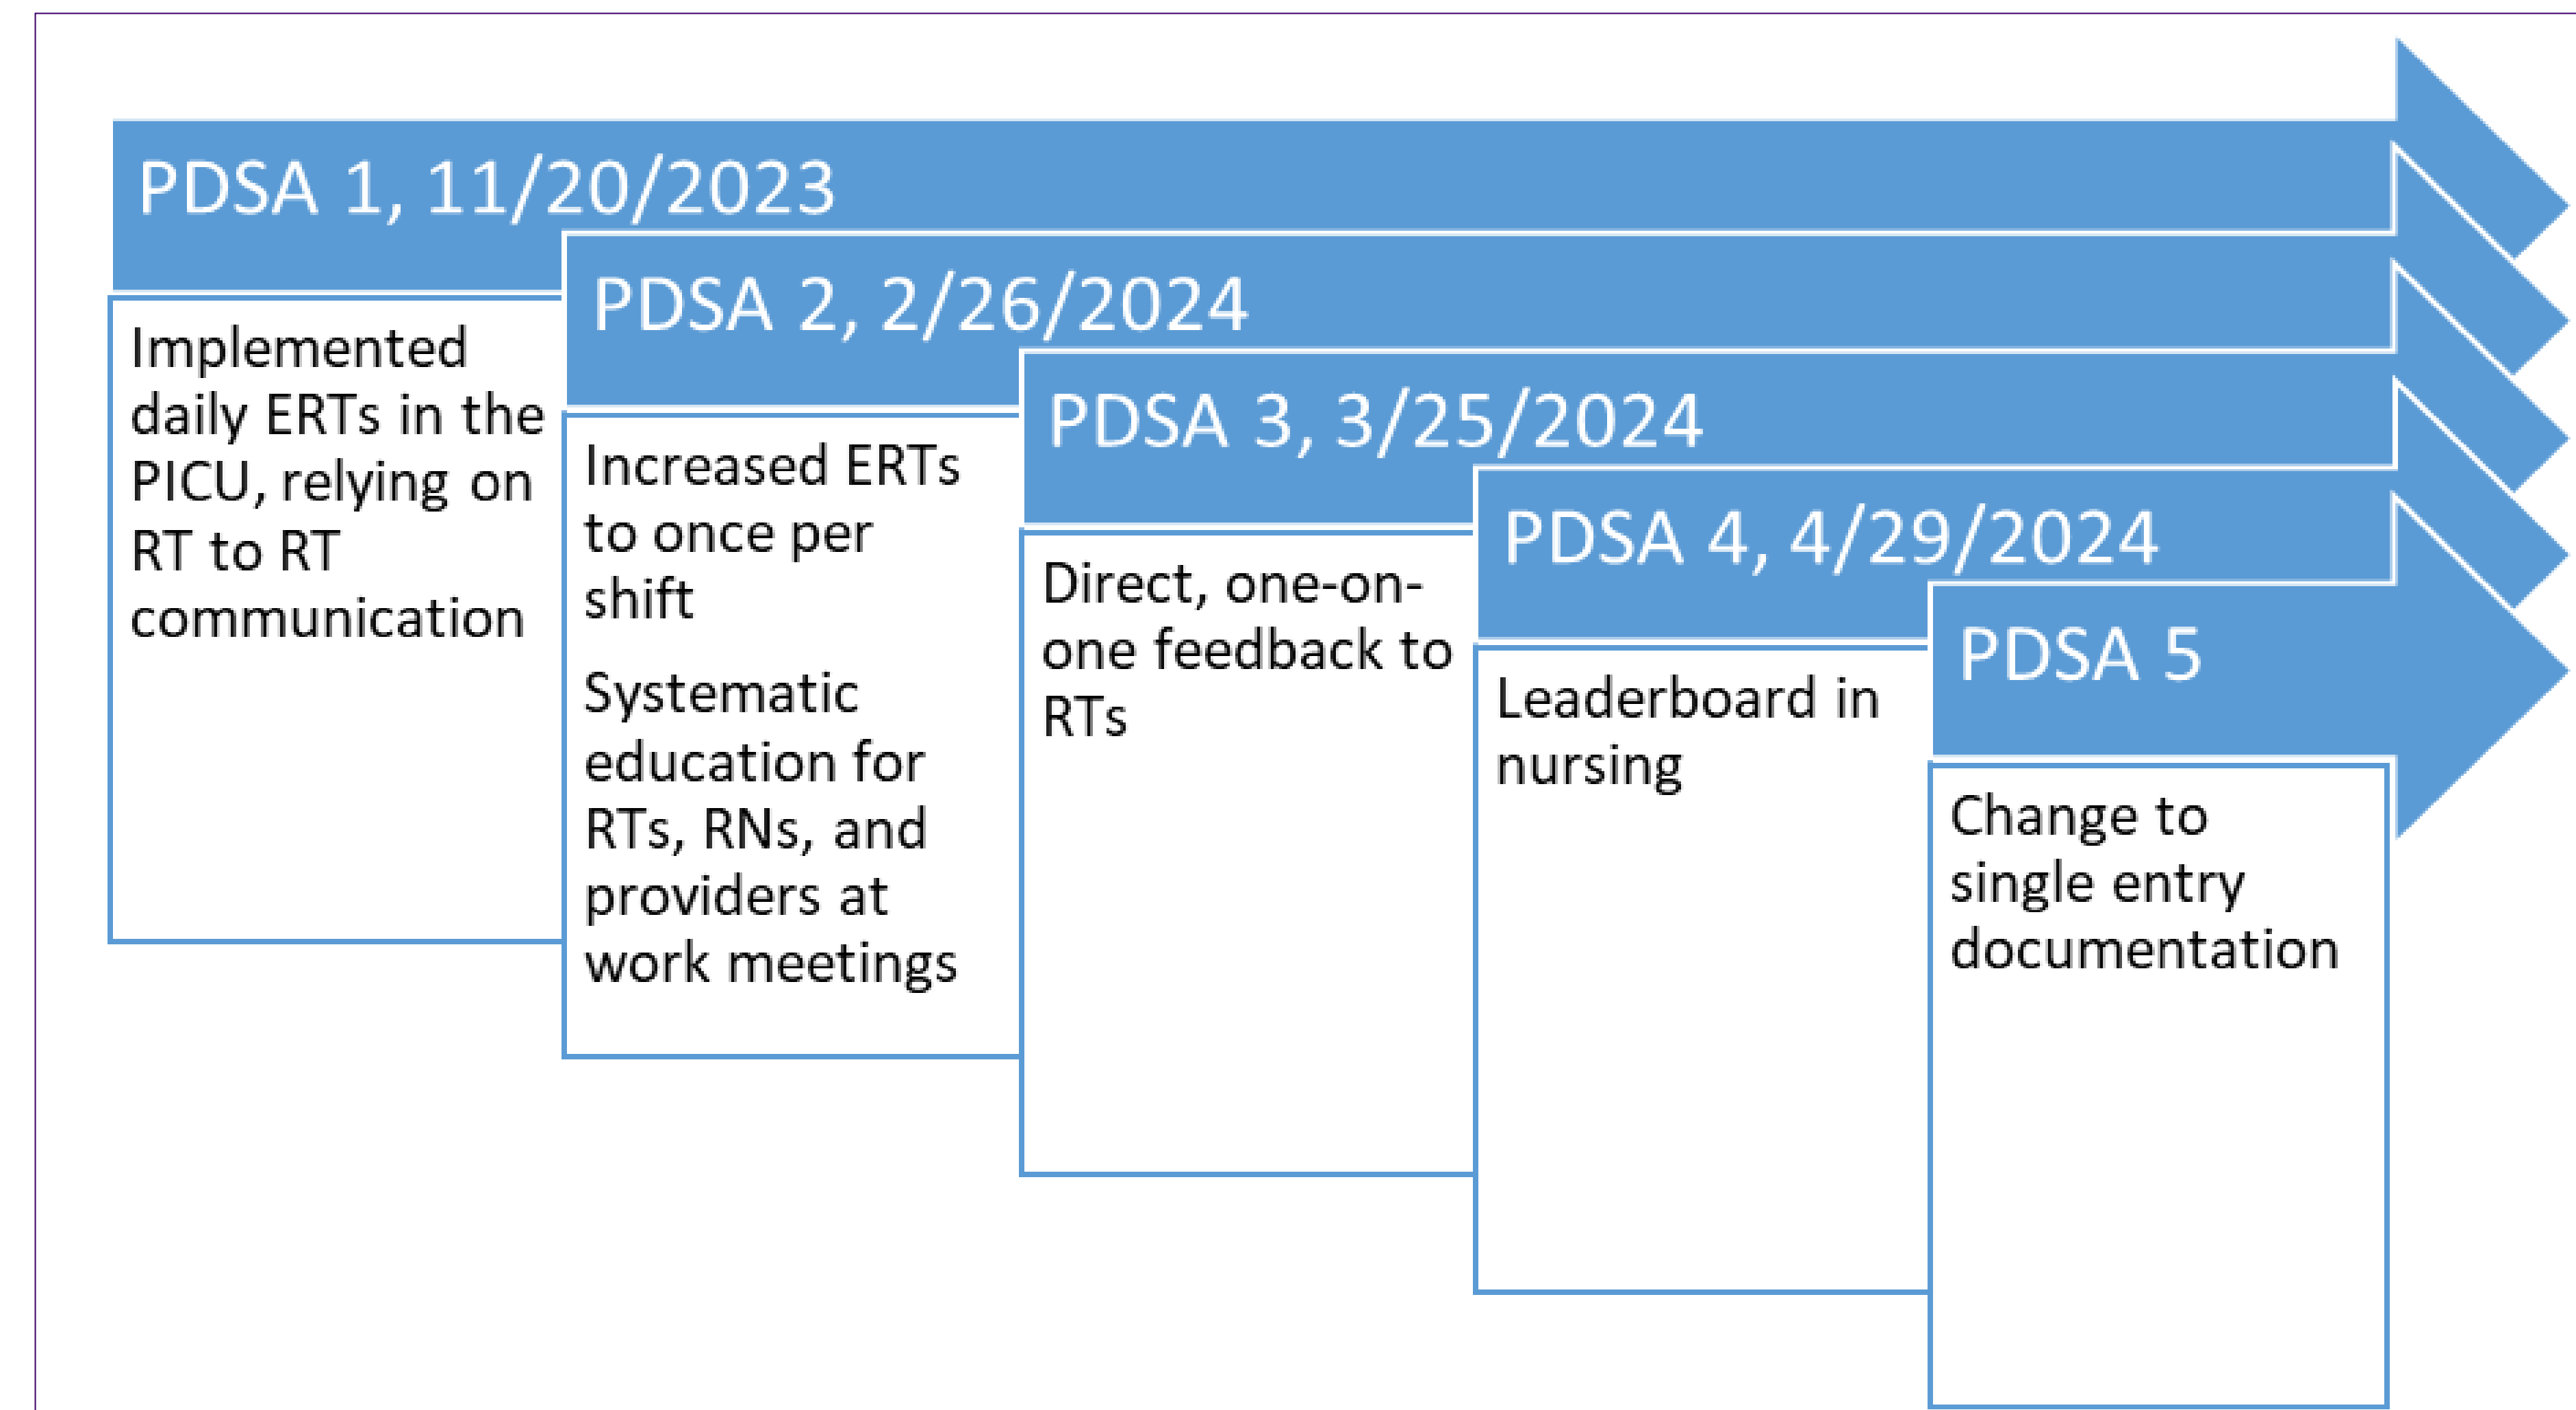 PDSA 1, 11/20/2023
Implemented
daily ERTs in the
PICU, relying on
RT to RT
communication
PDSA 2, 2/26/2024
Increased ERTs
to once per
shift
Systematic
education for
RTs, RNs, and
providers at
work meetings
PDSA 3, 3/25/2024
Direct, one-on-
one feedback to
RTs
PDSA 4, 4/29/2024
Leaderboard in
nursing
PDSA 5
Change to
single entry
documentation